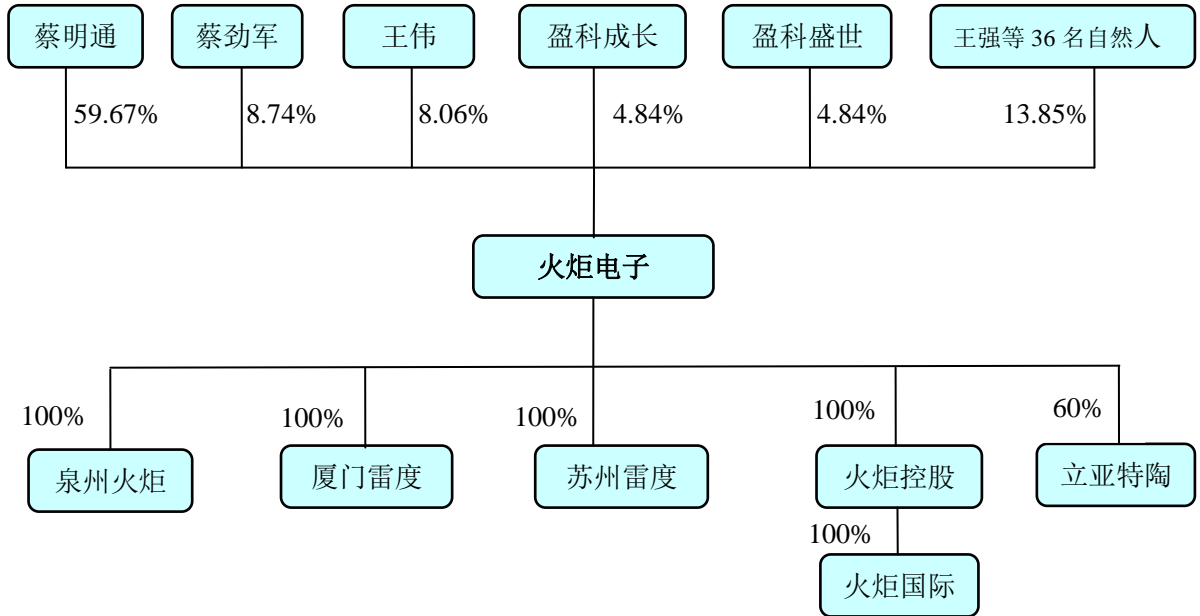 蔡明通 蔡劲军 王伟 盈科成长 盈科盛世 王强等 36 名自然人
59.67% 8.74% 8.06% 4.84% 4.84% 13.85%
火炬电子
100% 100% 100% 100% 60%
泉州火炬 厦门雷度 苏州雷度 火炬控股 立亚特陶
100%
火炬国际